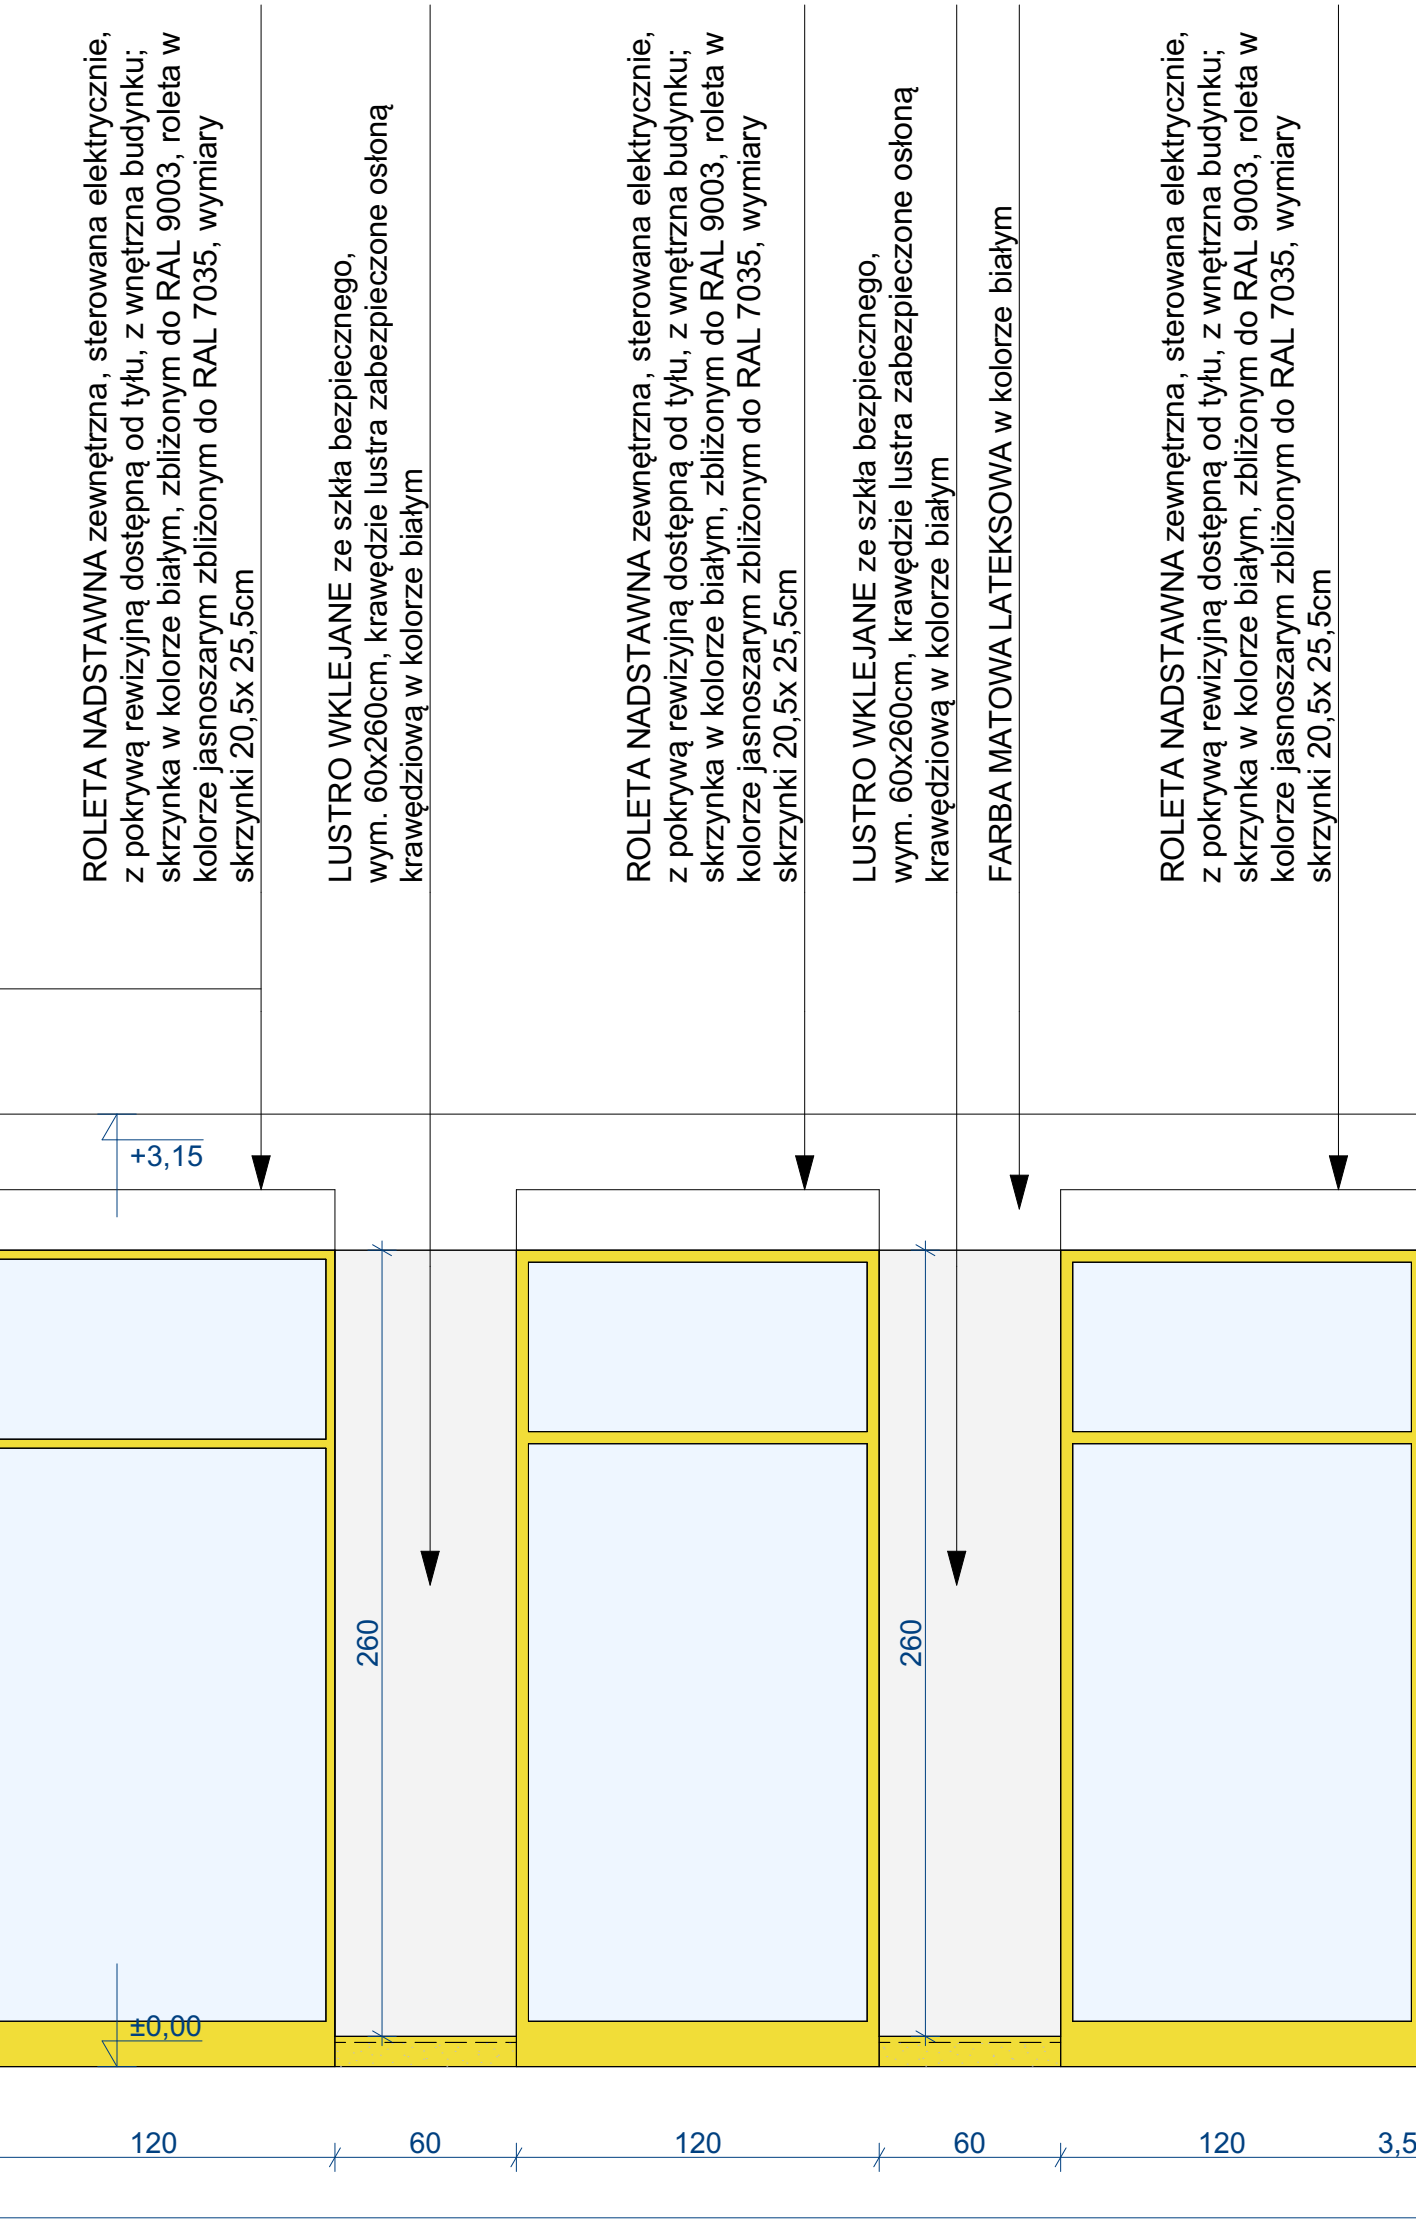 ROLETA NADSTAWNA zewnętrzna, sterowana elektrycznie,
z pokrywą rewizyjną dostępną od tyłu, z wnętrzna budynku;
skrzynka w kolorze białym, zbliżonym do RAL 9003, roleta w
kolorze jasnoszarym zbliżonym do RAL 7035, wymiary
skrzynki 20,5x 25,5cm
LUSTRO WKLEJANE ze szkła bezpiecznego,
wym. 60x260cm, krawędzie lustra zabezpieczone osłoną
krawędziową w kolorze białym
ROLETA NADSTAWNA zewnętrzna, sterowana elektrycznie,
z pokrywą rewizyjną dostępną od tyłu, z wnętrzna budynku;
skrzynka w kolorze białym, zbliżonym do RAL 9003, roleta w
kolorze jasnoszarym zbliżonym do RAL 7035, wymiary
skrzynki 20,5x 25,5cm
LUSTRO WKLEJANE ze szkła bezpiecznego,
wym. 60x260cm, krawędzie lustra zabezpieczone osłoną
krawędziową w kolorze białym
FARBA MATOWA LATEKSOWA w kolorze białym
ROLETA NADSTAWNA zewnętrzna, sterowana elektrycznie,
z pokrywą rewizyjną dostępną od tyłu, z wnętrzna budynku;
skrzynka w kolorze białym, zbliżonym do RAL 9003, roleta w
kolorze jasnoszarym zbliżonym do RAL 7035, wymiary
skrzynki 20,5x 25,5cm
+3,15
260
260
±0,00
120
60
120
60
120
3,5